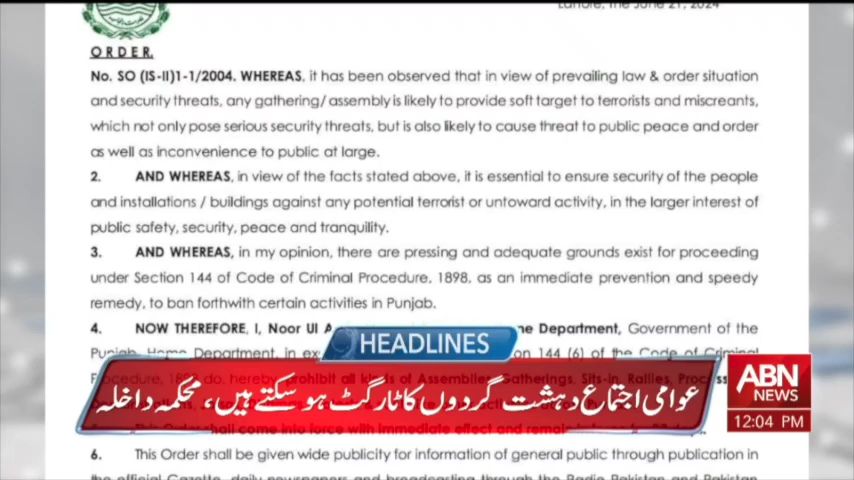 Lahore, the June 21, 2024
ORDER.
No. SO (IS-II)1-1/2004. WHEREAS, it has been observed that in view of prevailing law & order situation
and security threats, any gathering/ assembly is likely to provide soft target to terrorists and miscreants,
which not only pose serious security threats, but is also likely to cause threat to public peace and order
as well as inconvenience to public at large.
2. AND WHEREAS, in view of the facts stated above, it is essential to ensure security of the people
and installations / buildings against any potential terrorist or untoward activity, in the larger interest of
public safety, security, peace and tranquility.
3. AND WHEREAS, in my opinion, there are pressing and adequate grounds exist for proceeding
under Section 144 of Code of Criminal Procedure, 1898, as an immediate prevention and speedy
remedy, to ban forthwith certain activities in Punjab.
4. NOW THEREFORE, I, Noor Ul Department, Government of the
Punjab, Home Department, in 144 (6) of the Code of Criminal
do, hereby prohibit all kinds of Assemblies, Gatherings, Sit-in, Rallies,
This Order shall come into force with immediate effect and
6. This Order shall be given wide publicity for information of general public through publication in
the official Gazette, daily newspapers and broadcasting through the Radio Pakistan and Pakistan
HEADLINES
عوامی اجتماع دہشت گردوں کا ٹارگٹ ہو سکتے ہیں، محکمہ داخلہ
ABN
NEWS
12:04 PM